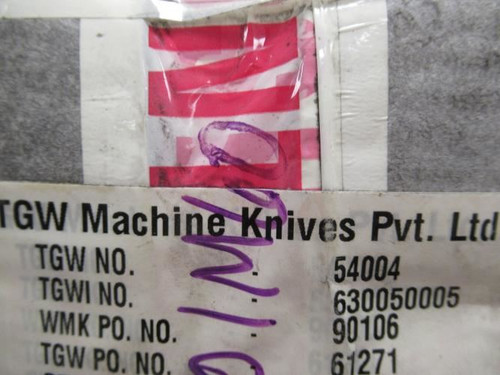 TGW Machine Knives Pvt. Ltd
TGW NO. - 54004
TGWI NO. - 630050005
WMK PO. NO. - 90106
TGW PO. NO. - 61271